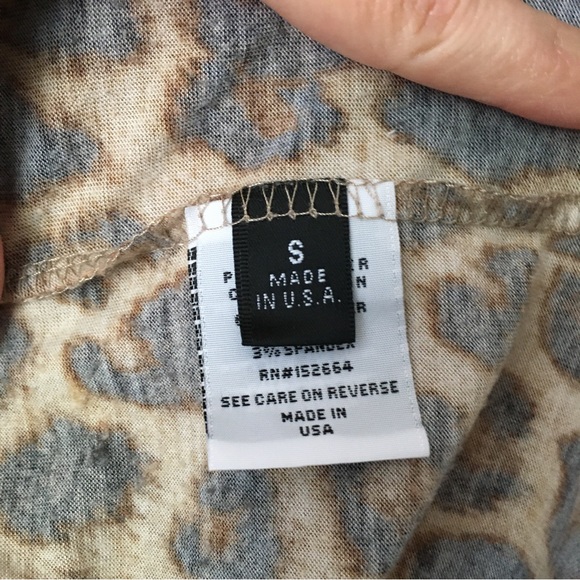 S
MADE
IN U.S.A.
3% SPANDEX
RN#152664
SEE CARE ON REVERSE
MADE IN
USA